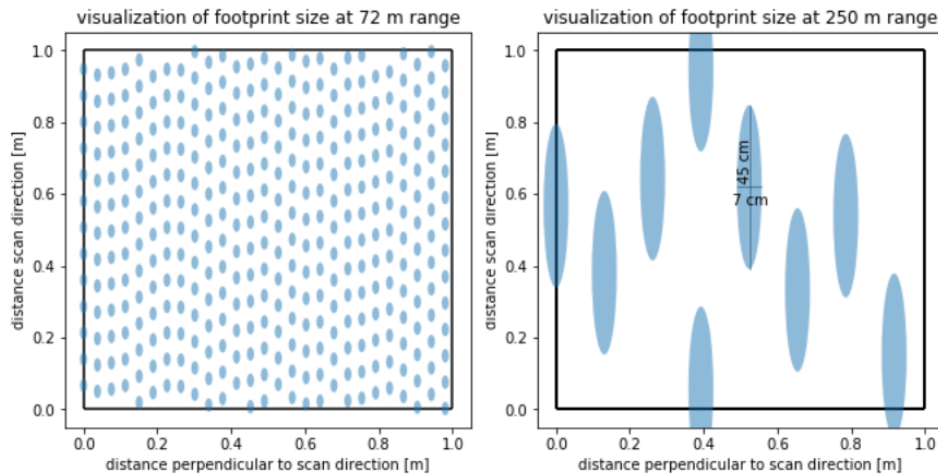 visualization of footprint size at 72 m range
1.0
0.8
0.6
0.4
0.2
0.0
distance scan direction [m]
0.0 0.2 0.4 0.6 0.8 1.0
distance perpendicular to scan direction [m]
visualization of footprint size at 250 m range
1.0
0.8
0.6
0.4
0.2
0.0
distance scan direction [m]
45 cm
7 cm
0.0 0.2 0.4 0.6 0.8 1.0
distance perpendicular to scan direction [m]